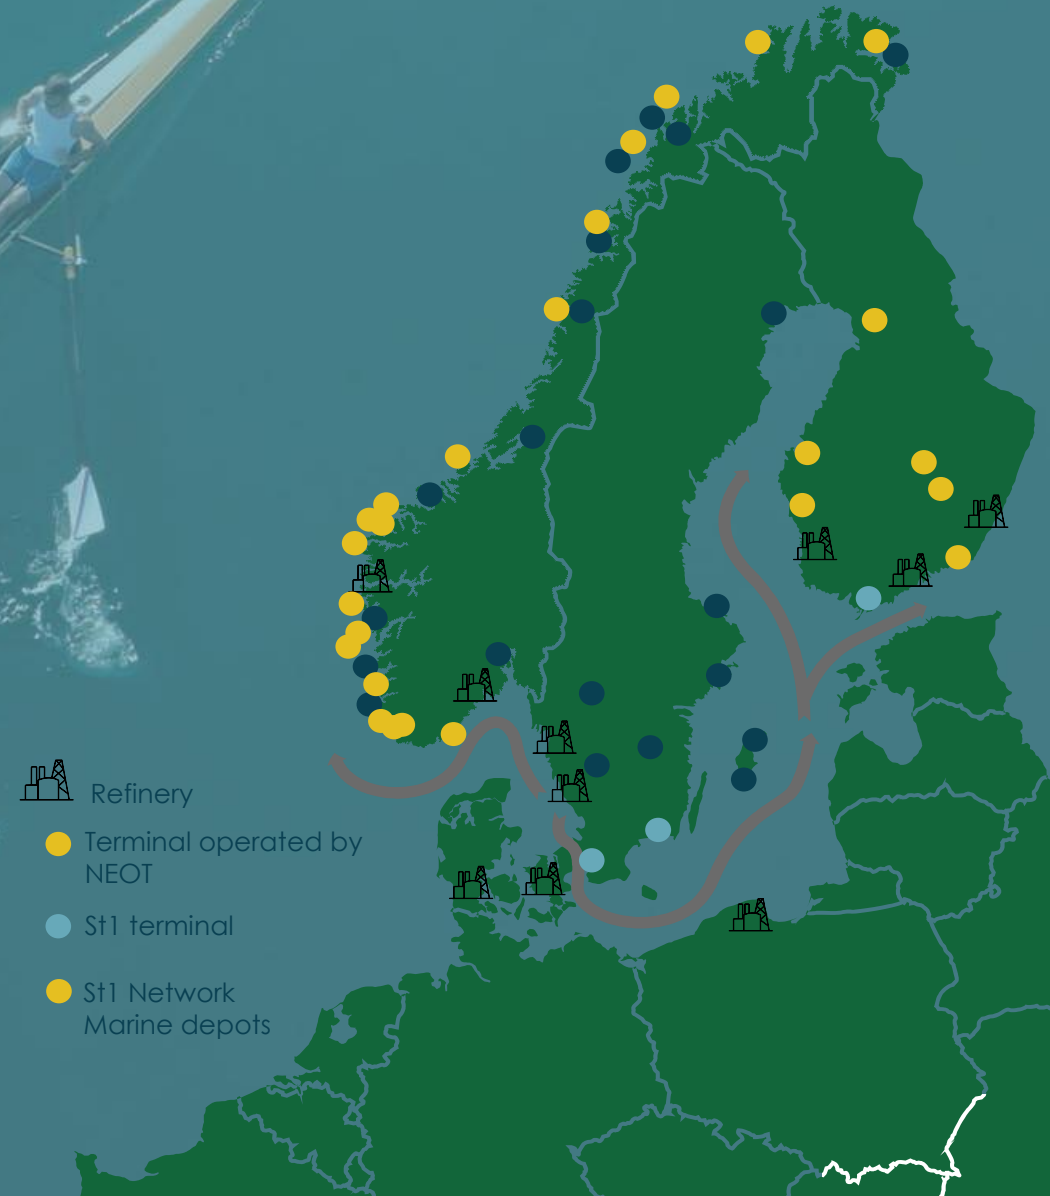 Refinery
Terminal operated by
NEOT
St1 terminal
St1 Network
Marine depots